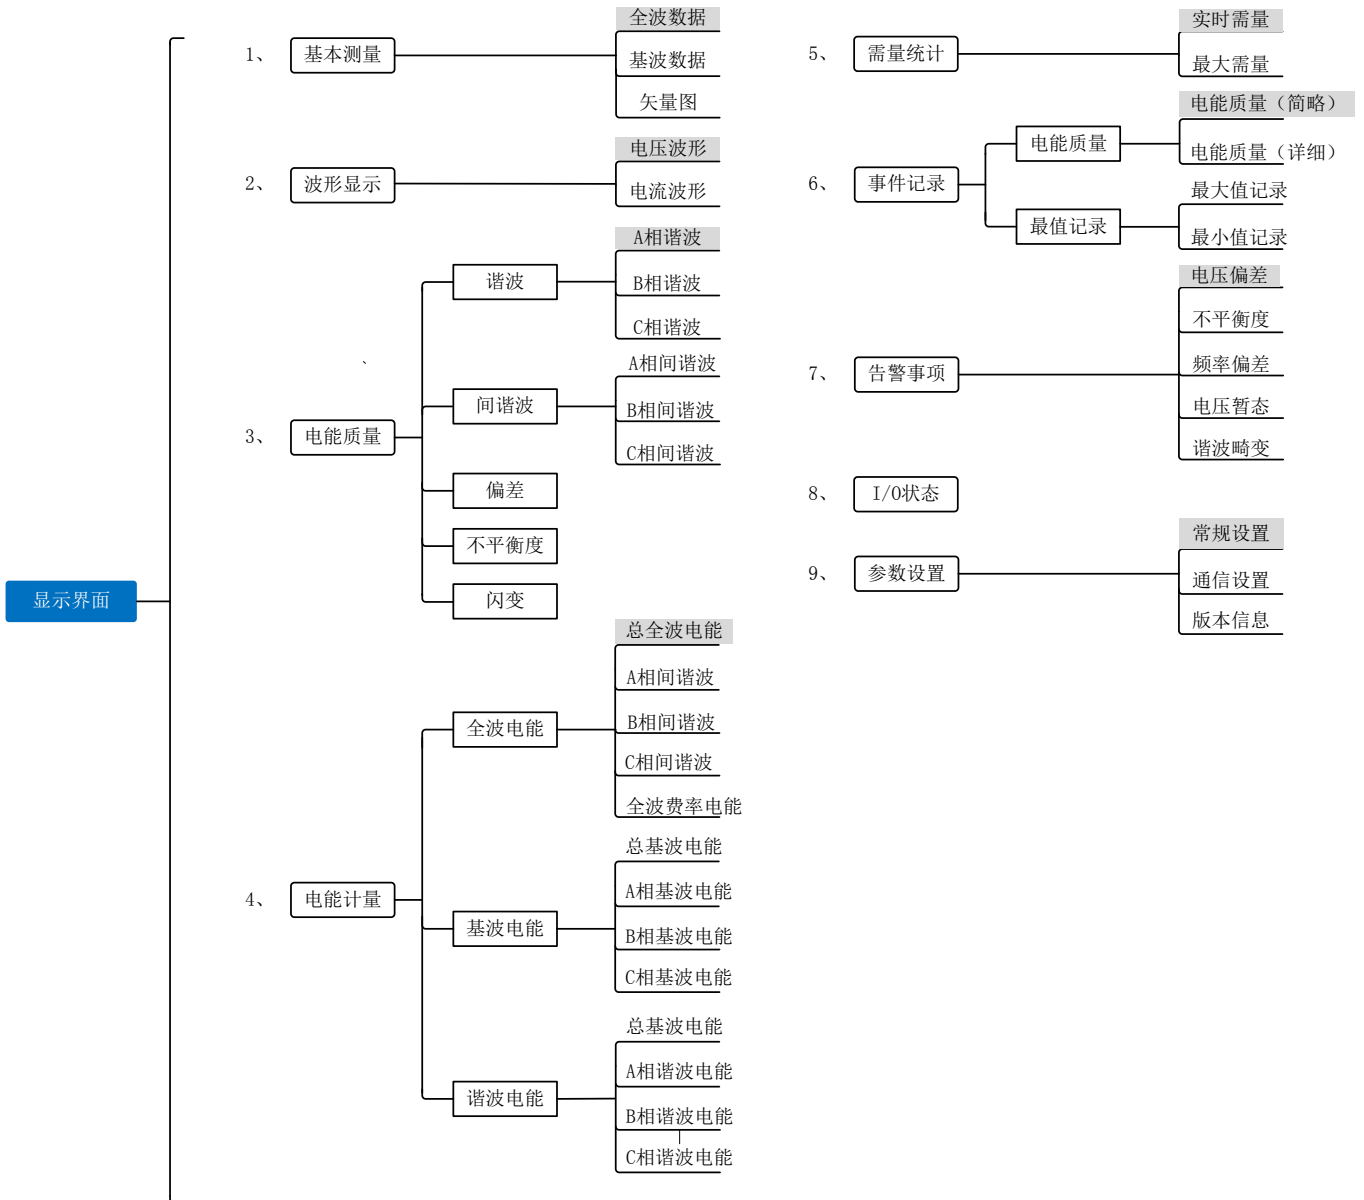 显示界面
1、
基本测量
全波数据
基波数据
矢量图
2、
波形显示
电压波形
电流波形
3、
电能质量
谐波
A相谐波
B相谐波
C相谐波
、
间谐波
A相间谐波
B相间谐波
C相间谐波
偏差
不平衡度
闪变
4、
电能计量
全波电能
总全波电能
A相间谐波
B相间谐波
C相间谐波
全波费率电能
基波电能
总基波电能
A相基波电能
B相基波电能
C相基波电能
谐波电能
总基波电能
A相谐波电能
B相谐波电能
C相谐波电能
5、
需量统计
实时需量
最大需量
6、
事件记录
电能质量
电能质量（简略）
电能质量（详细）
最值记录
最大值记录
最小值记录
7、
告警事项
电压偏差
不平衡度
频率偏差
电压暂态
谐波畸变
8、
I/O状态
9、
参数设置
常规设置
通信设置
版本信息